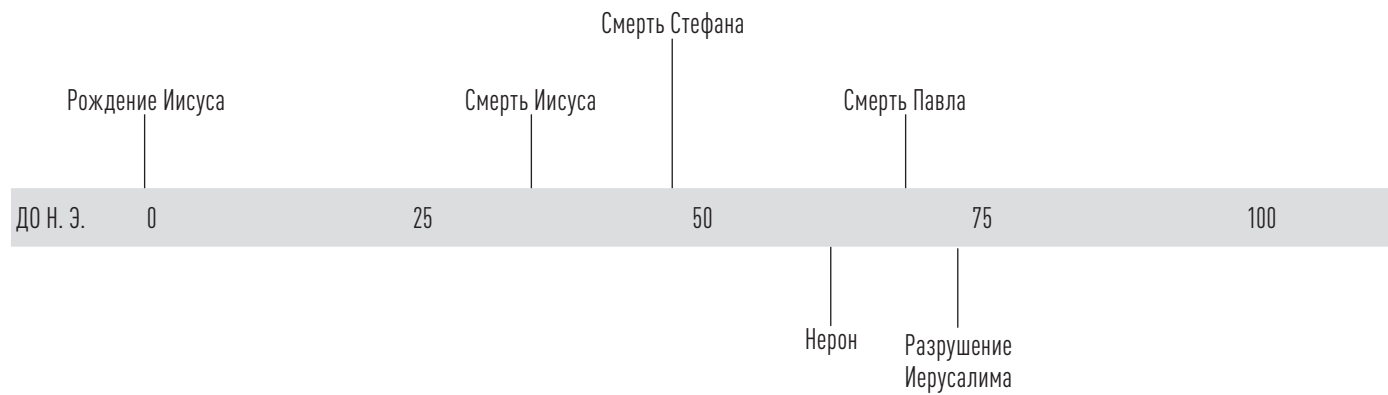 Смерть Стефана
Рождение Иисуса
Смерть Иисуса
Смерть Павла
ДО Н. Э. 0 25 50 75 100
Нерон
Разрушение
Иерусалима